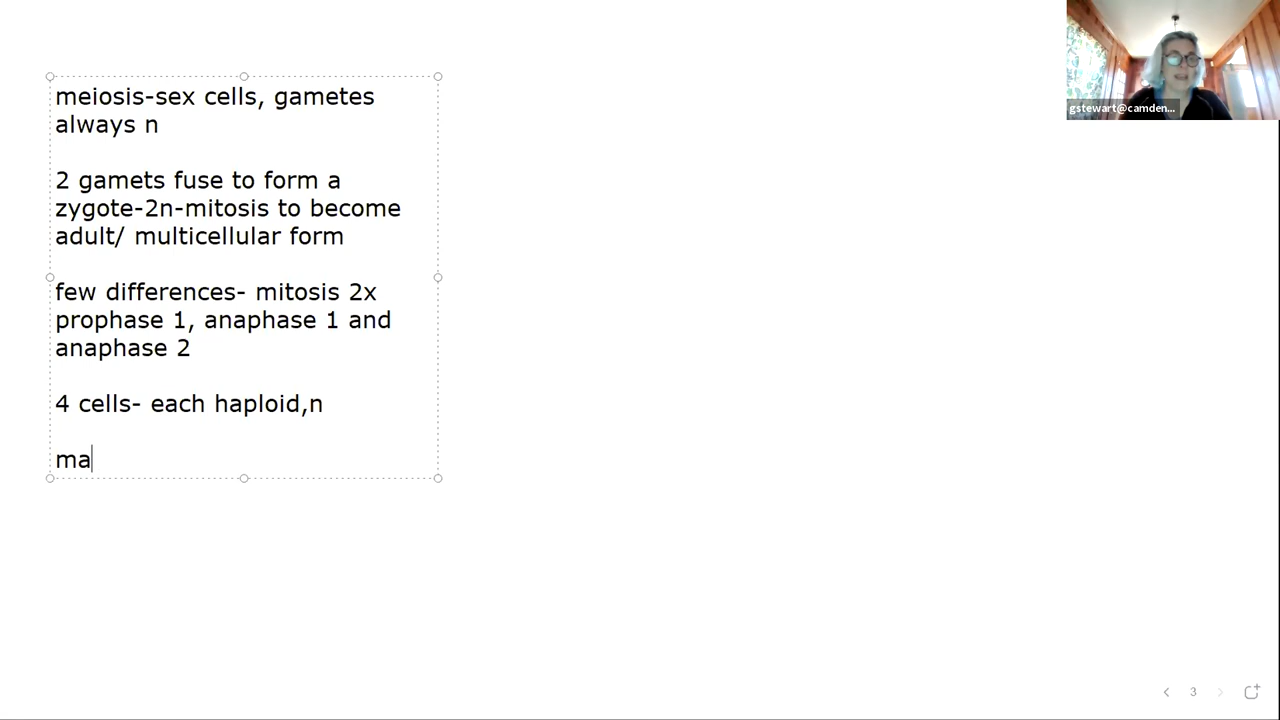 meiosis-sex cells, gametes
always n
2 gamets fuse to form a
zygote-2n-mitosis to become
adult/ multicellular form
few differences- mitosis 2x
prophase 1, anaphase 1 and
anaphase 2
4 cells- each haploid,n
ma
gstewart@camden...
3